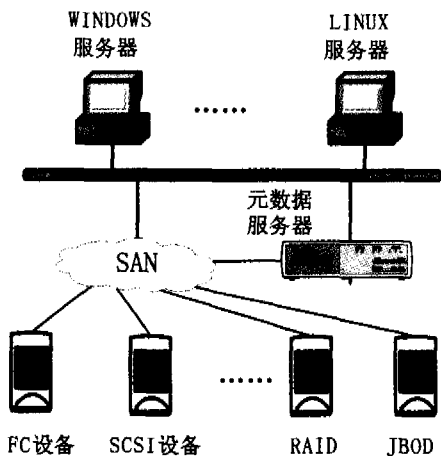 WINDOWS
服务器
LINUX
服务器
······
元数据
服务器
SAN
······
FC设备
SCSI设备
RAID
JBOD